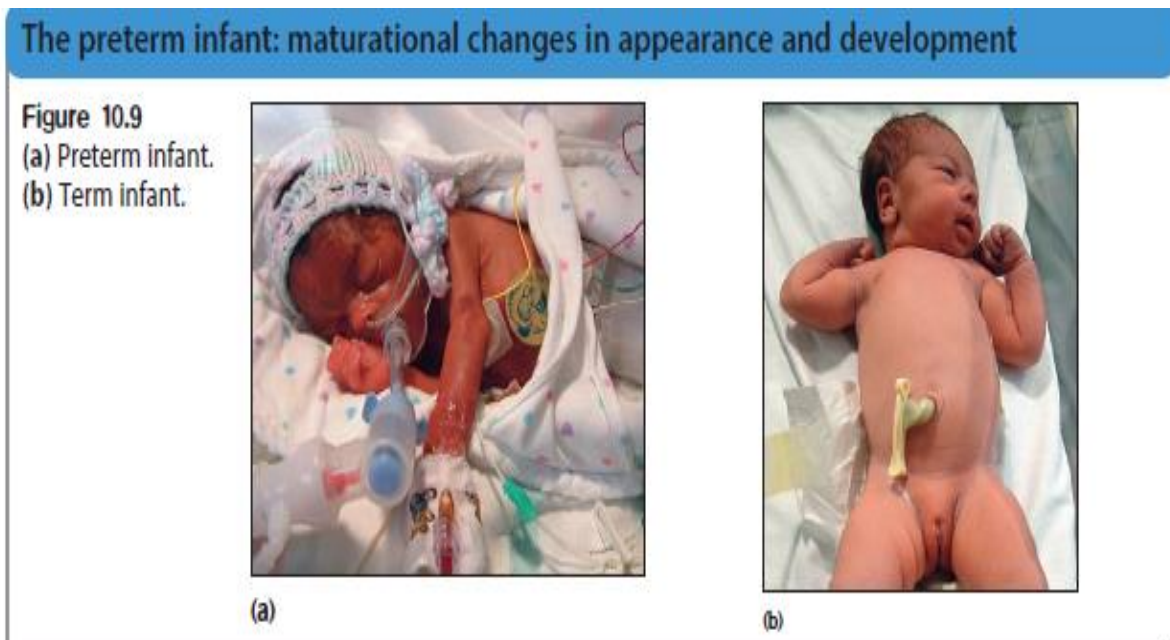 The preterm infant: maturational changes in appearance and development
Figure 10.9
(a) Preterm infant.
(b) Term infant.
(a)
(b)